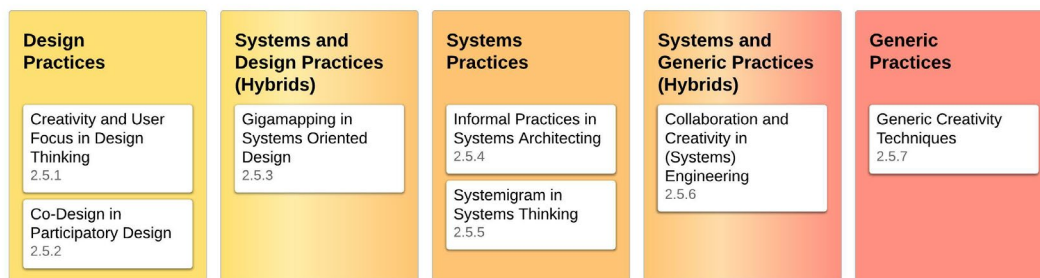 Design
Practices
Creativity and User
Focus in Design
Thinking
2.5.1
Co-Design in
Participatory Design
2.5.2
Systems and
Design Practices
(Hybrids)
Gigamapping in
Systems Oriented
Design
2.5.3
Systems
Practices
Informal Practices in
Systems Architecting
2.5.4
Systemigram in
Systems Thinking
2.5.5
Systems and
Generic Practices
(Hybrids)
Collaboration and
Creativity in
(Systems)
Engineering
2.5.6
Generic
Practices
Generic Creativity
Techniques
2.5.7